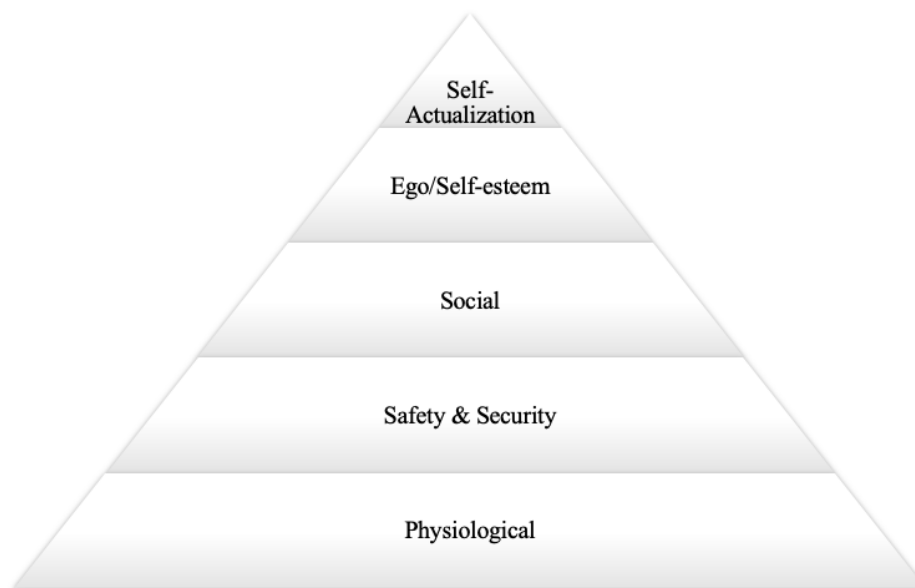 Self-
Actualization
Ego/Self-esteem
Social
Safety & Security
Physiological